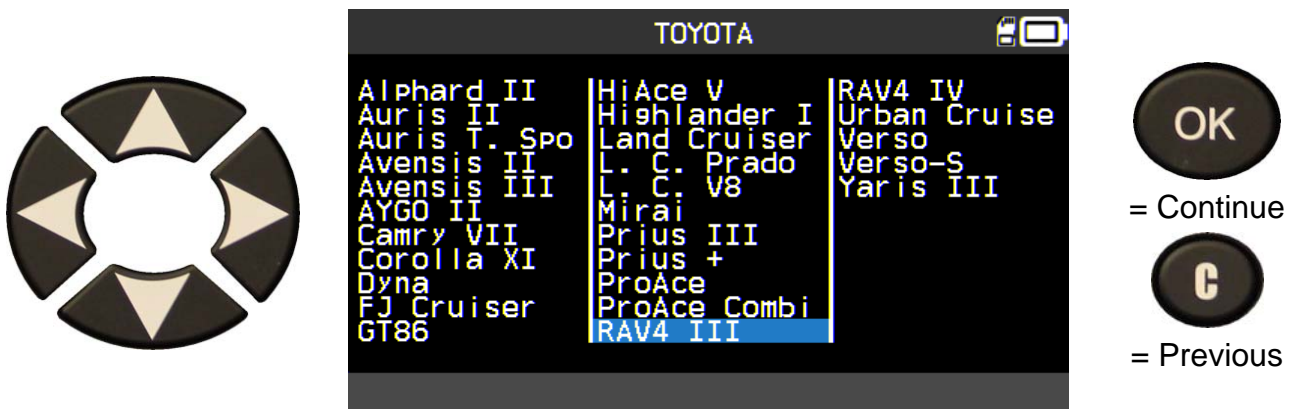 TOYOTA
Alphard II
Auris II
Auris T. Spo
Avensis II
Avensis III
AYGO II
Camry VII
Corolla XI
Dyna
FJ Cruiser
GT86
HiAce V
Highlander I
Land Cruiser
L. C. Prado
L. C. V8
Mirai
Prius III
Prius +
ProAce
ProAce Combi
RAV4 III
RAV4 IV
Urban Cruise
Verso
Verso-S
Yaris III
OK
= Continue
C
= Previous